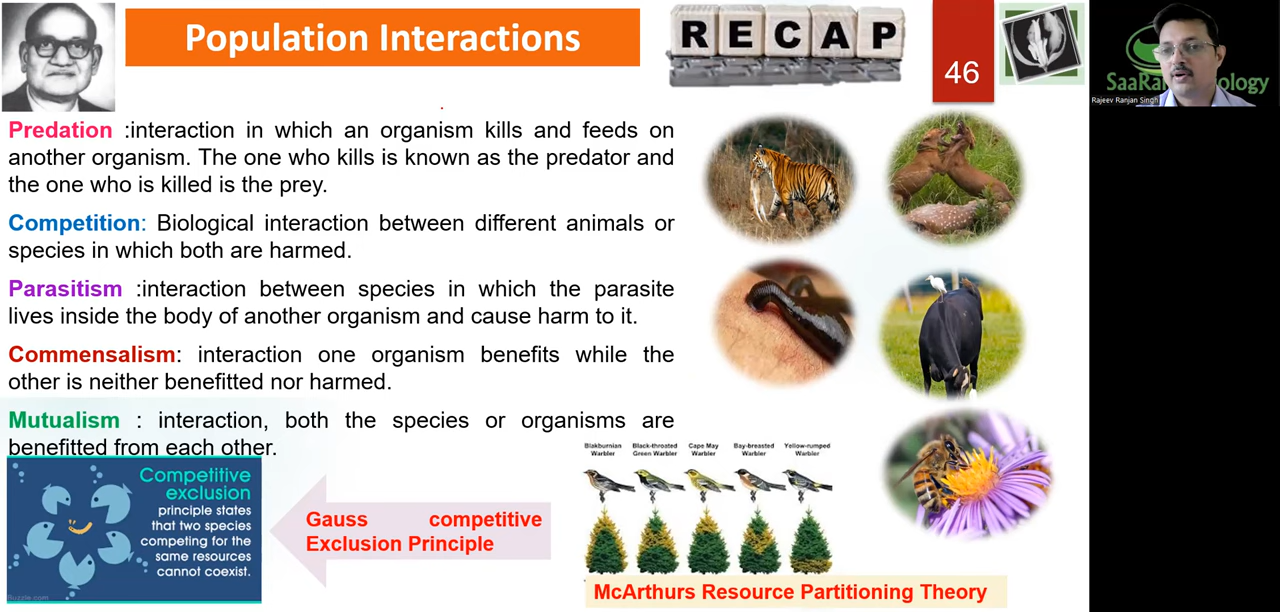 Population Interactions
RECAP
46
SaaRa
ology
Rajeev Ranjan Singh
Predation :interaction in which an organism kills and feeds on
another organism. The one who kills is known as the predator and
the one who is killed is the prey.
Competition: Biological interaction between different animals or
species in which both are harmed.
Parasitism :interaction between species in which the parasite
lives inside the body of another organism and cause harm to it.
Commensalism: interaction one organism benefits while the
other is neither benefitted nor harmed.
Mutualism : interaction, both the species or organisms are
benefitted from each other.
Competitive
exclusion
principle states
that two species
competing for the
same resources
cannot coexist.
Buzzle.com
Gauss competitive
Exclusion Principle
Blakburnian
Warbler
Black-throated
Green Warbler
Cape May
Warbler
Bay-breasted
Warbler
Yellow-rumped
Warbler
McArthurs Resource Partitioning Theory